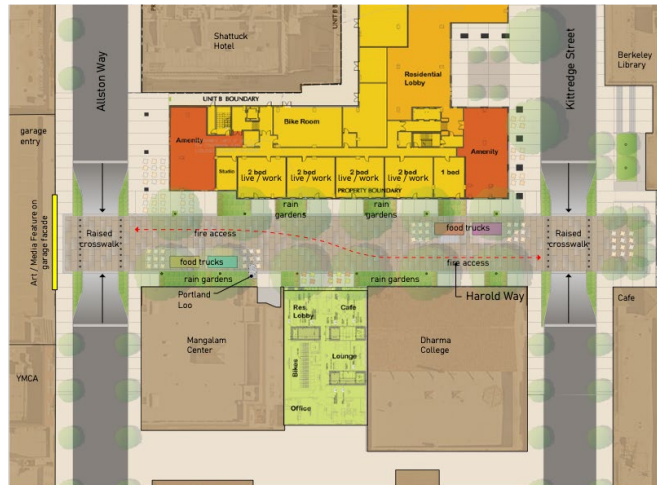 Allston Way
Shattuck
Hotel
UNIT B BOUNDARY
UNIT B
Residential
Lobby
Kittredge Street
Berkeley
Library
garage
entry
Bike Room
Amenity
Amenity
Studio
2 bed
live / work
2 bed
live / work
2 bed
live / work
2 bed
live / work
1 bed
PROPERTY BOUNDARY
rain
gardens
rain
gardens
Art / Media Feature on
garage facade
Raised
crosswalk
fire access
food trucks
Raised
crosswalk
food trucks
fire access
rain gardens
rain gardens
Portland
Loo
Harold Way
Res.
Lobby
Cafe
Cafe
Mangalam
Center
Bikes
Lounge
Dharma
College
YMCA
Office